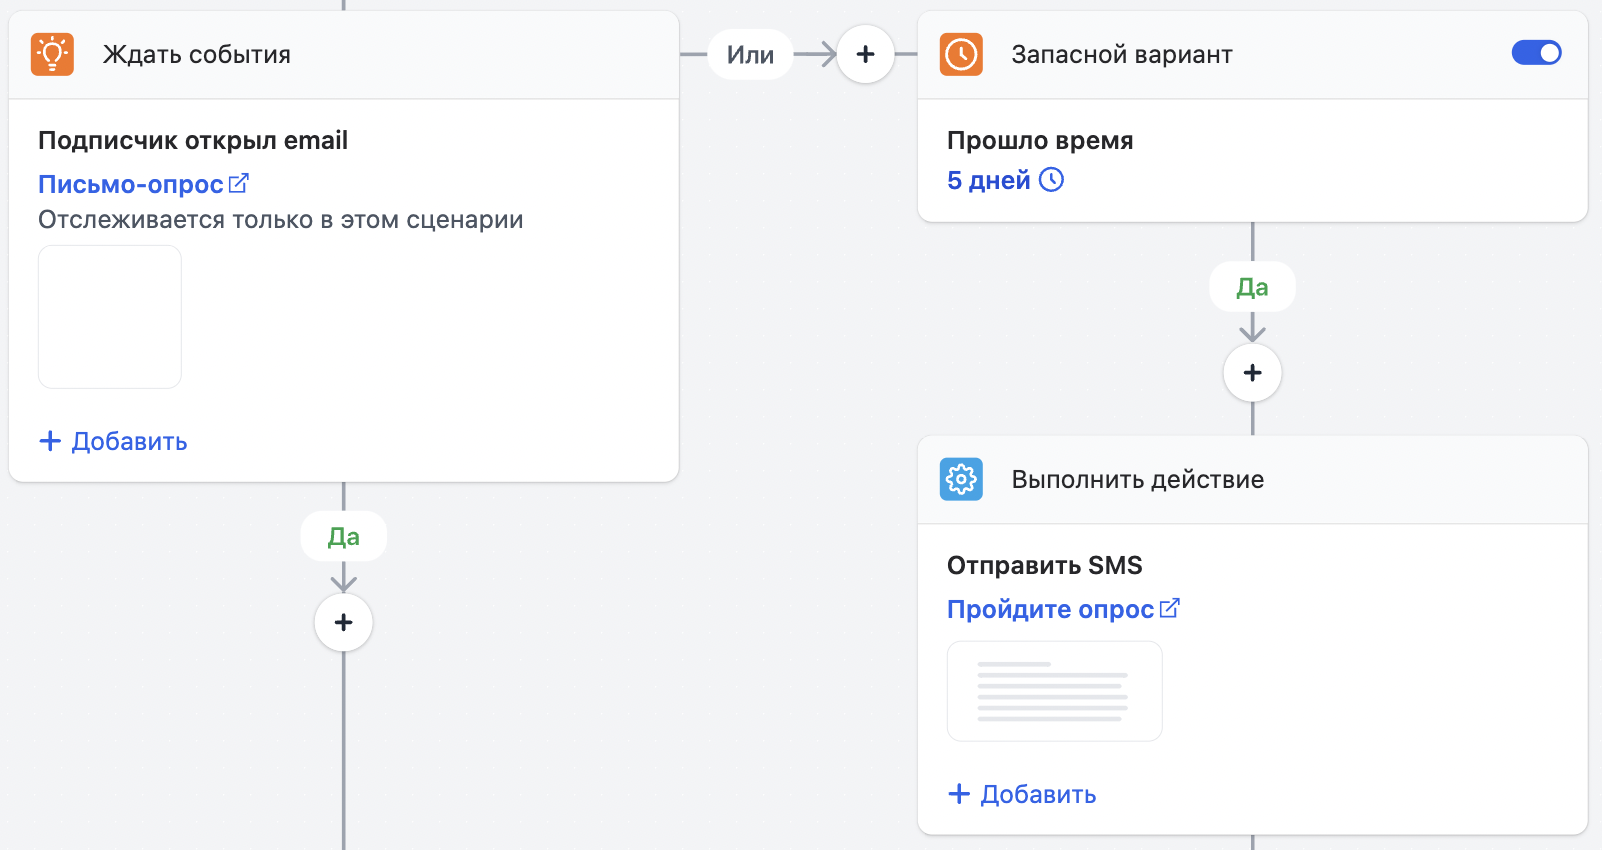 Ждать события
Или
+
Запасной вариант
Подписчик открыл email
Письмо-опрос
Отслеживается только в этом сценарии
+ Добавить
Да
+
Прошло время
5 дней
Да
+
Выполнить действие
Отправить SMS
Пройдите опрос
+ Добавить